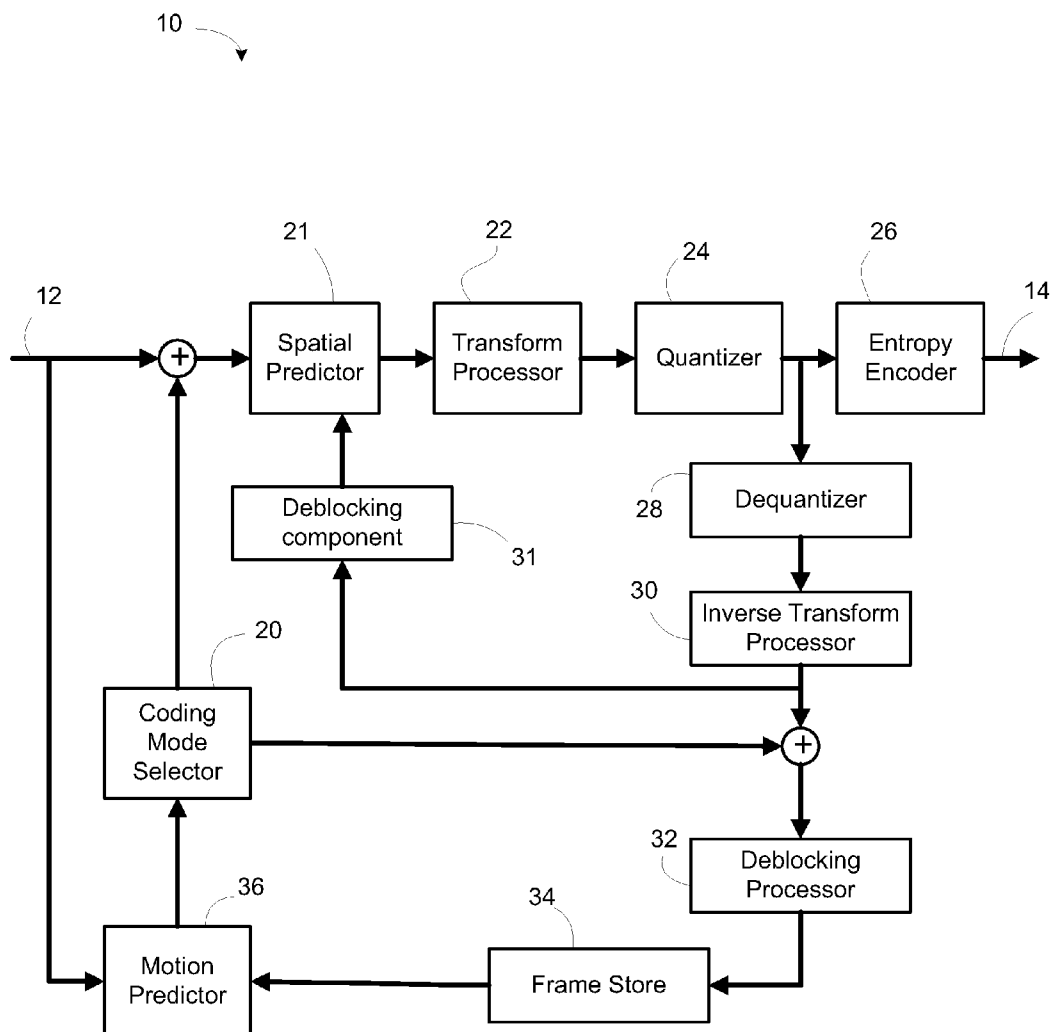 10
21
22
24
26
12
14
+
Spatial
Predictor
Transform
Processor
Quantizer
Entropy
Encoder
Deblocking
component
31
Dequantizer
28
30
Inverse Transform
Processor
20
Coding
Mode
Selector
+
32
Deblocking
Processor
36
34
Motion
Predictor
Frame Store